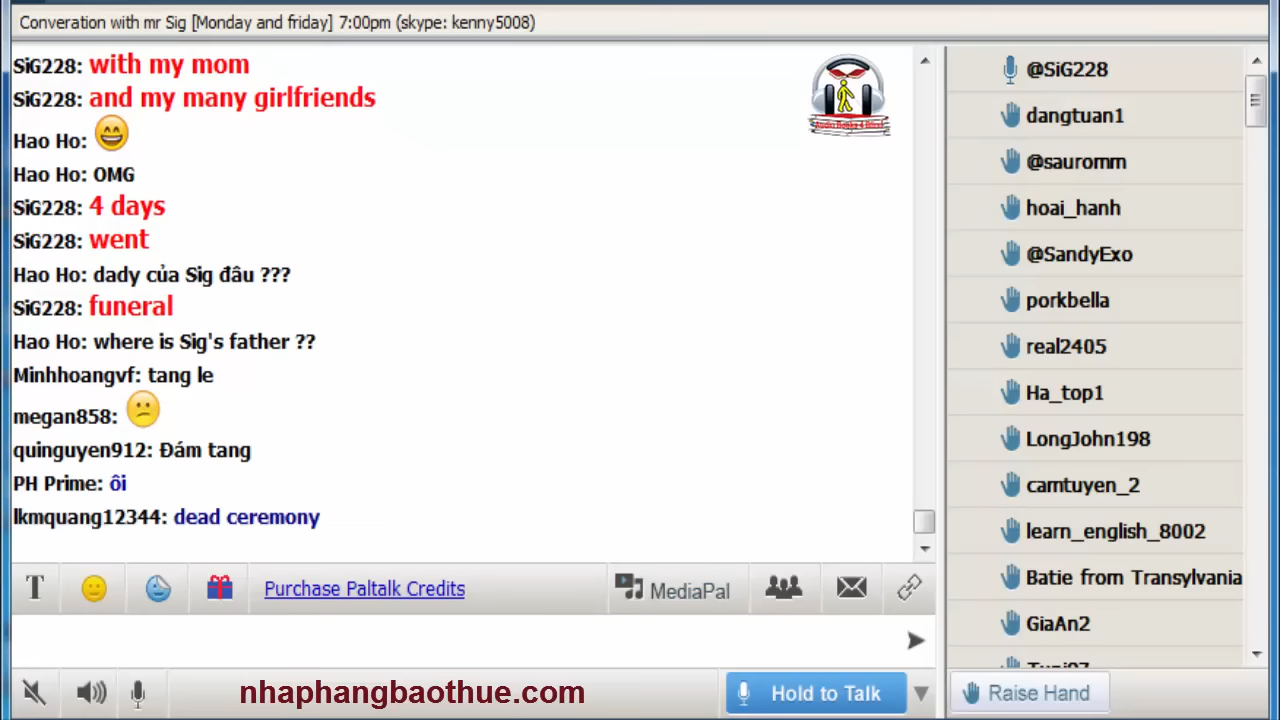 Converation with mr Sig [Monday and friday] 7:00pm (skype: kenny5008)
SiG228: with my mom
SiG228: and my many girlfriends
Hao Ho:
Hao Ho: OMG
SiG228: 4 days
SiG228: went
Hao Ho: dady của Sig đâu ???
SiG228: funeral
Hao Ho: where is Sig's father ??
Minhhoangvf: tang le
megan858:
quinguyen912: Đám tang
PH Prime: ôi
lkmquang12344: dead ceremony
@SiG228
dangtuan1
@sauromm
hoai_hanh
@SandyExo
porkbella
real2405
Ha_top1
LongJohn198
camtuyen_2
learn_english_8002
Batie from Transylvania
GiaAn2
T Purchase Paltalk Credits MediaPal
nhaphangbaothue.com
Hold to Talk
Raise Hand